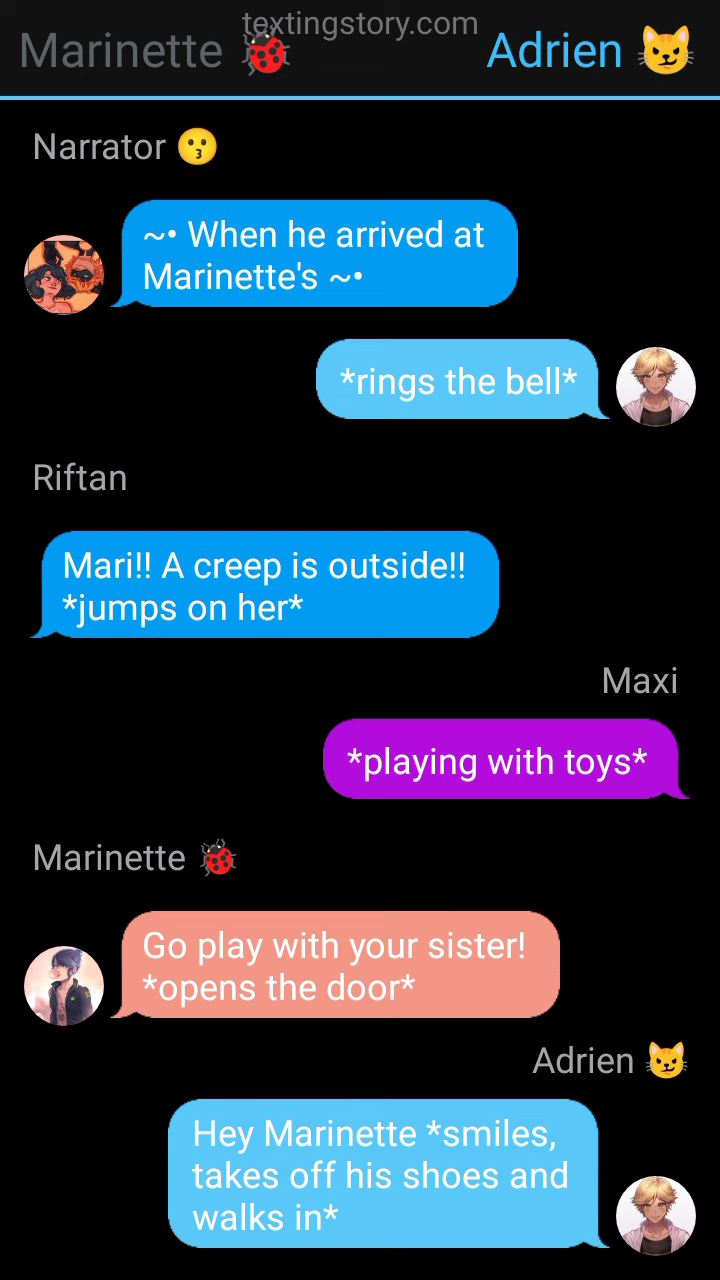 textingstory.com
Marinette 🐞 Adrien 😼
Narrator 😗
~• When he arrived at
Marinette's ~•
*rings the bell*
Riftan
Mari!! A creep is outside!!
*jumps on her*
Maxi
*playing with toys*
Marinette 🐞
Go play with your sister!
*opens the door*
Adrien 😼
Hey Marinette *smiles,
takes off his shoes and
walks in*